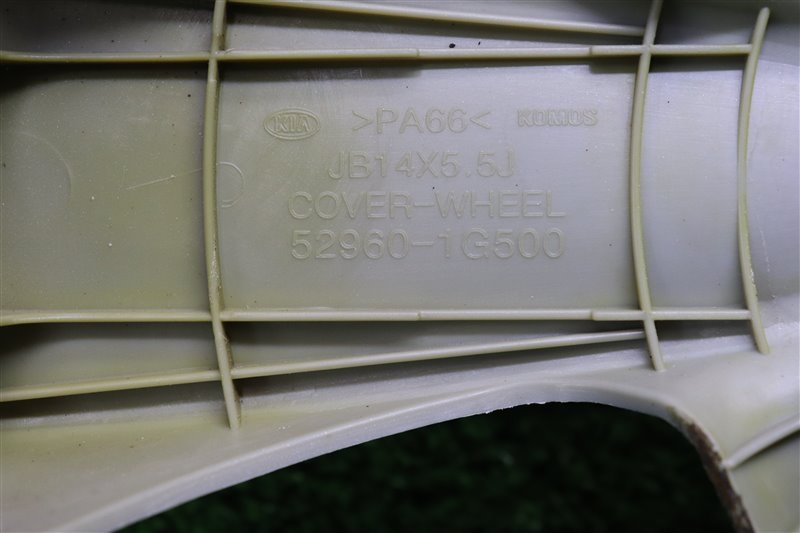 KIA >PA66< KOMOS
JB14X5.5J
COVER-WHEEL
52960-1G500